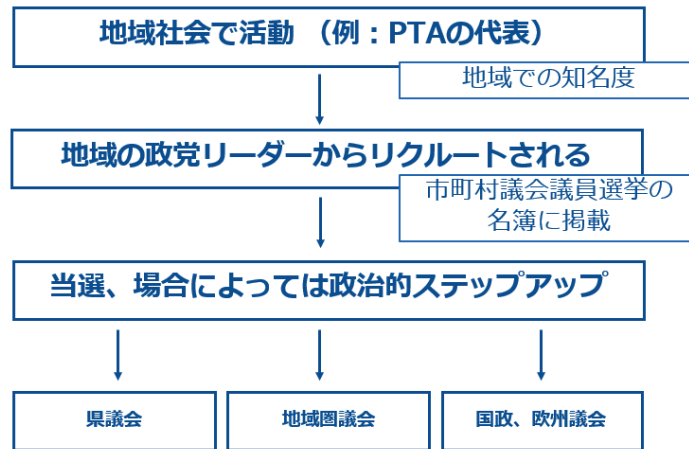 地域社会で活動 （例：PTAの代表）
地域での知名度
地域の政党リーダーからリクルートされる
市町村議会議員選挙の
名簿に掲載
当選、場合によっては政治的ステップアップ
県議会
地域圏議会
国政、欧州議会